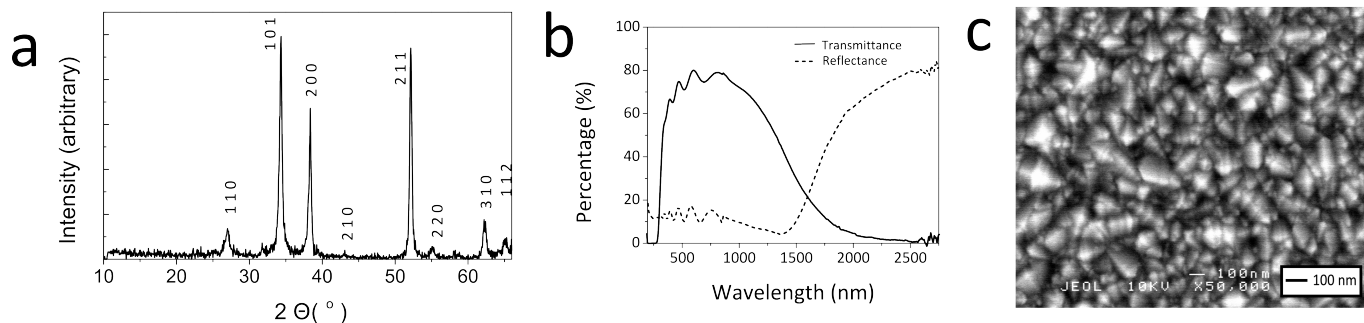 a
Intensity (arbitrary)
1 0 1
2 0 0
1 1 0
2 1 0
2 1 1
2 2 0
3 1 0
1 1 2
10 20 30 40 50 60
2 Θ( ° )
b
Percentage (%)
100
80
60
40
20
0
Transmittance
Reflectance
500 1000 1500 2000 2500
Wavelength (nm)
c
100nm
JEOL 10KV X50,000
100 nm